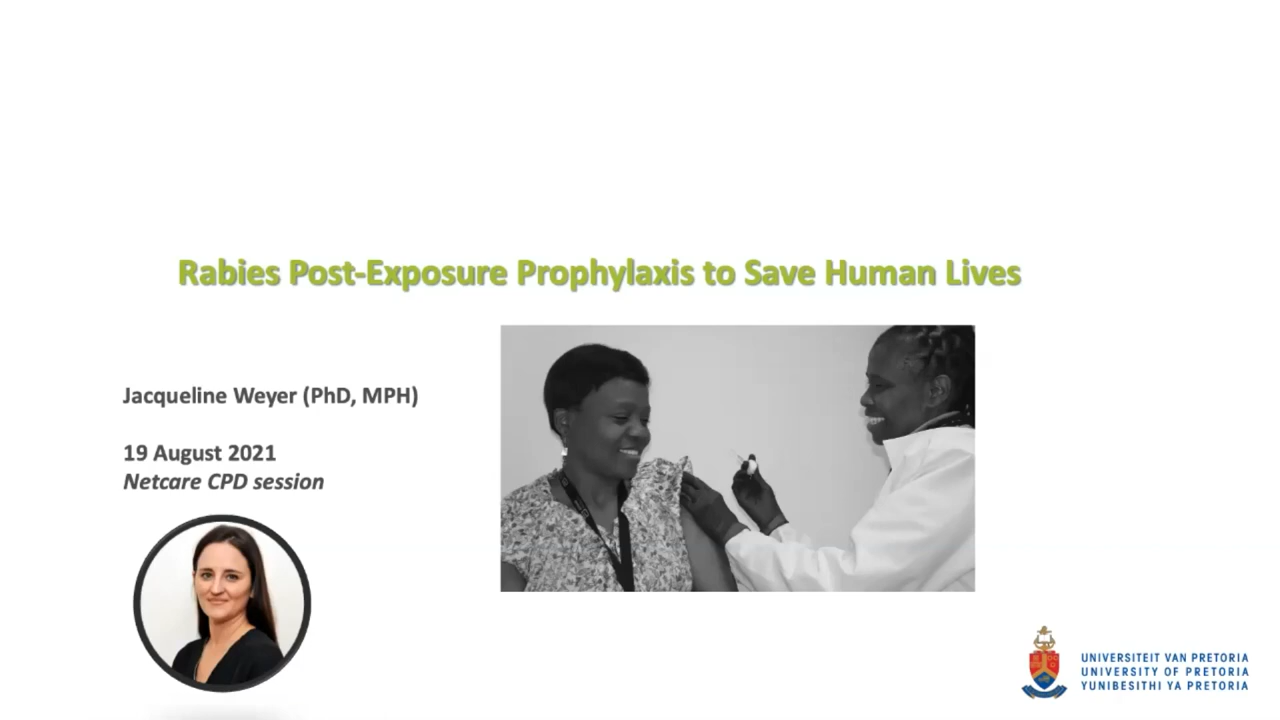 Rabies Post-Exposure Prophylaxis to Save Human Lives
Jacqueline Weyer (PhD, MPH)
19 August 2021
Netcare CPD session
UNIVERSITEIT VAN PRETORIA
UNIVERSITY OF PRETORIA
YUNIBESITHI YA PRETORIA